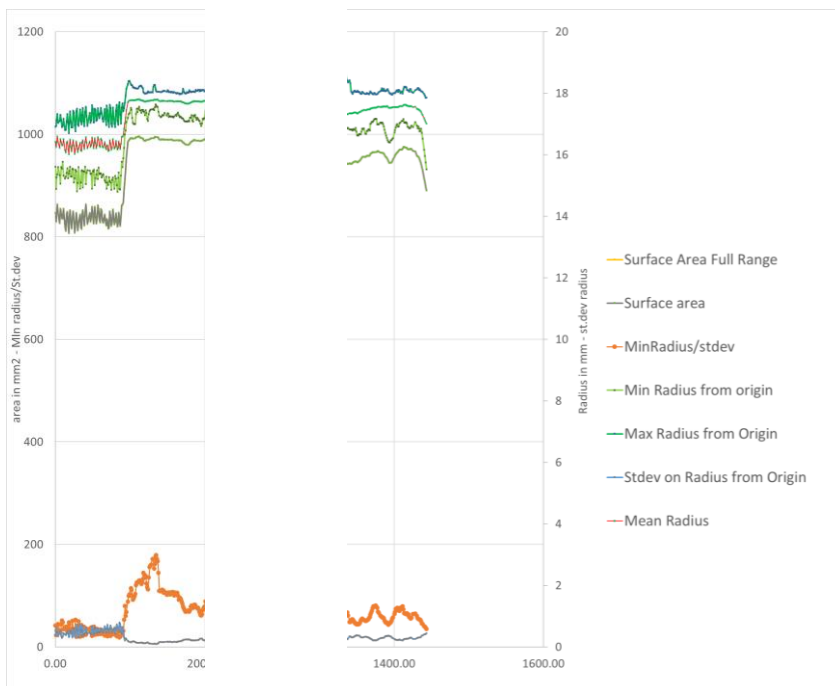 1200
1000
800
600
400
200
0
area in mm2 - MIn radius/St.dev
0.00
200
1400.00
1600.00
20
18
16
14
12
10
8
6
4
2
0
Radius in mm - st.dev radius
Surface Area Full Range
Surface area
MinRadius/stdev
Min Radius from origin
Max Radius from Origin
Stdev on Radius from Origin
Mean Radius